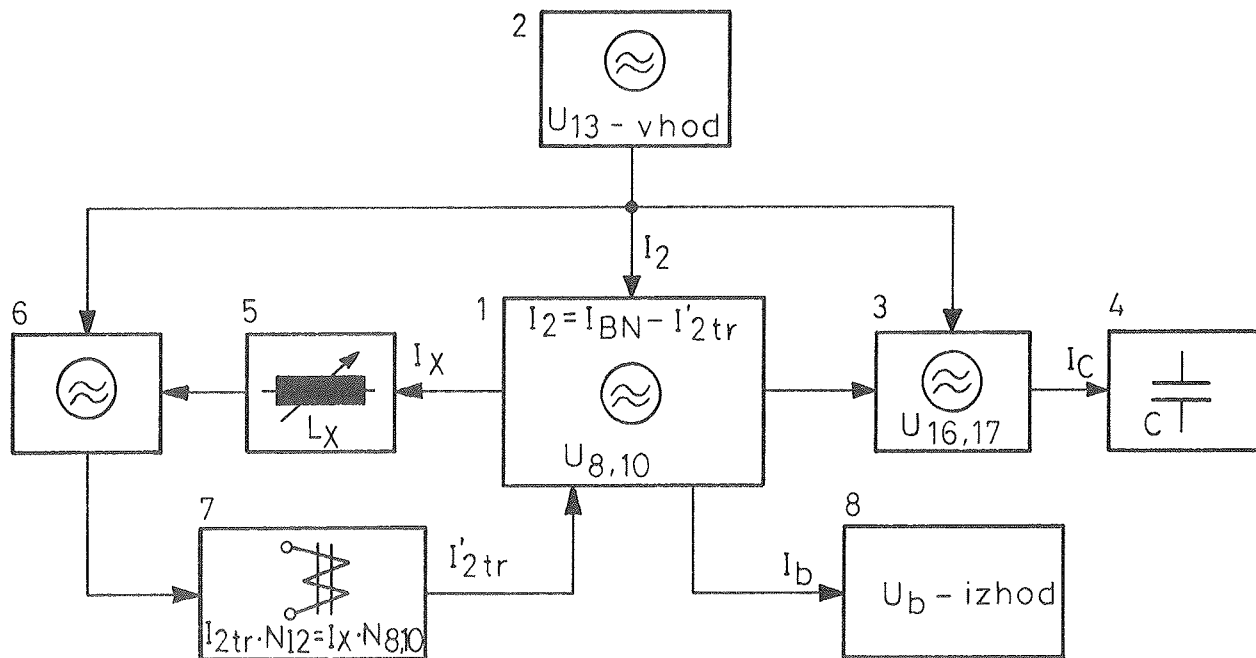 2
U13 - vhod
I2
6
5
1
3
4
I2 = IBN - I'2tr
IX
IC
LX
U8,10
U16,17
C
7
8
I'2tr
Ib
Ub - izhod
I2tr·NI2=IX·N8,10